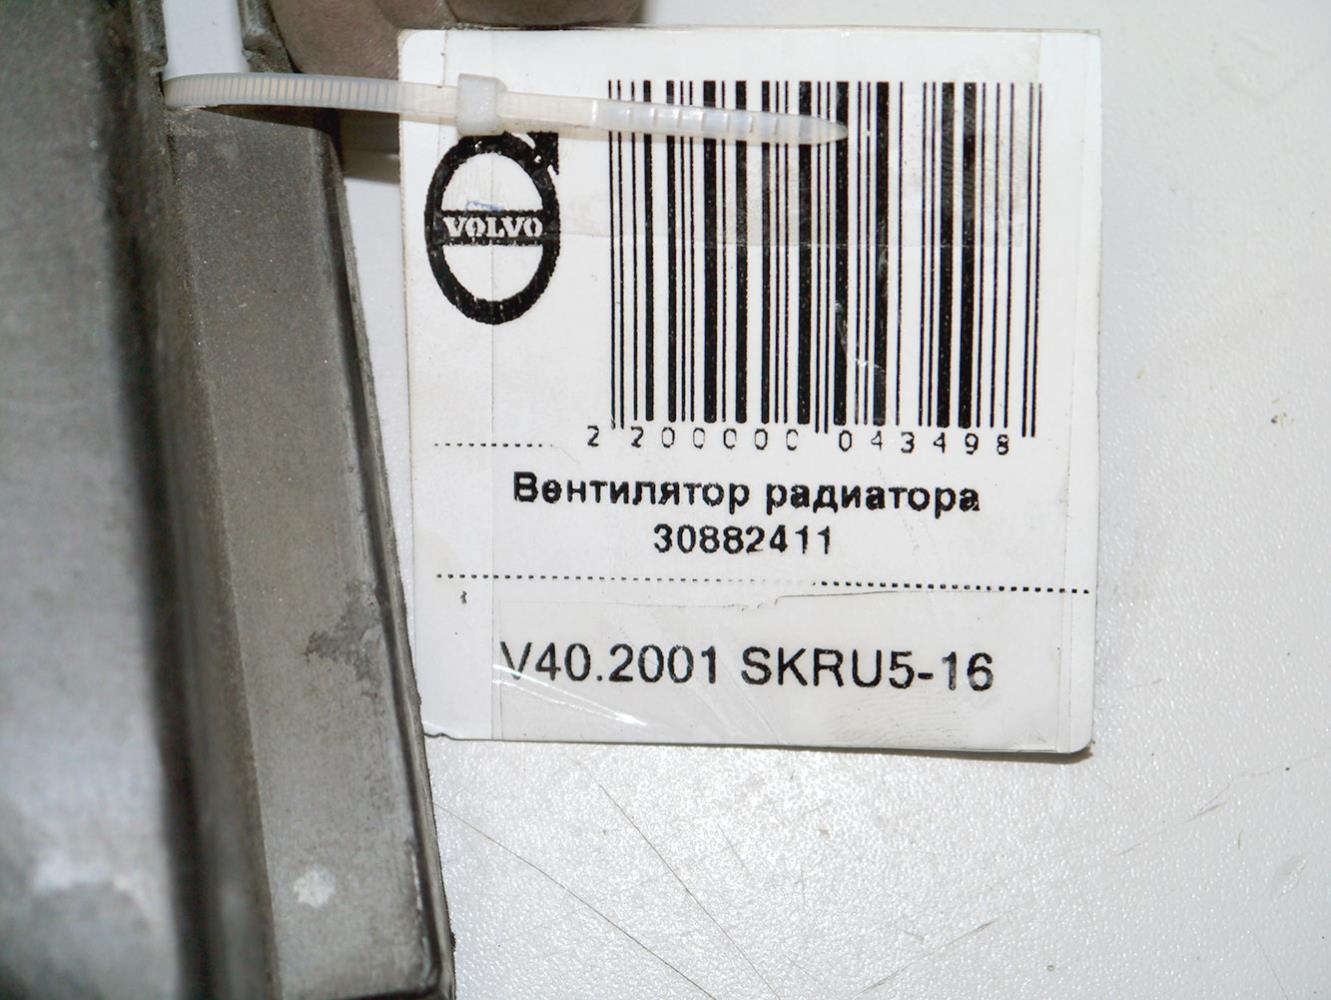 VOLVO
2 200000 043498
Вентилятор радиатора
30882411
V40.2001 SKRU5-16